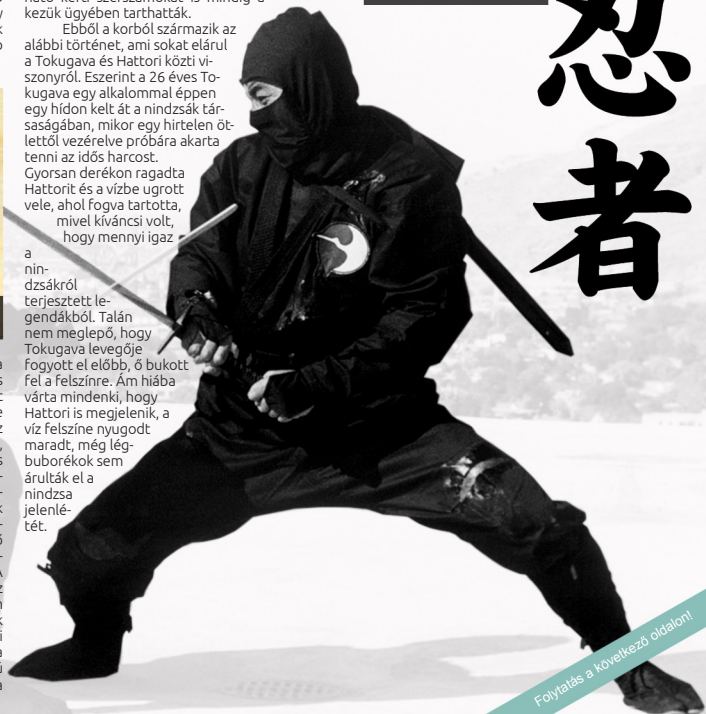 ható kerti szerszámokat is mindig a
kezük ügyében tarthatták.
Ebből a korból származik az
alábbi történet, ami sokat elárul
a Tokugava és Hattori közti vi-
szonyról. Eszerint a 26 éves To-
kugava egy alkalommal éppen
egy hídon kelt át a nindzsák tár-
saságában, mikor egy hirtelen öt-
lettől vezérelve próbára akarta
tenni az idős harcost.
Gyorsan derékon ragadta
Hattorit és a vízbe ugrott
vele, ahol fogva tartotta,
mivel kíváncsi volt,
hogy mennyi igaz
a
nin-
dzsákról
terjesztett le-
gendákból. Talán
nem meglepő, hogy
Tokugava levegője
fogyott el előbb, ő bukott
fel a felszínre. Ám hiába
várta mindenki, hogy
Hattori is megjelenik, a
víz felszíne nyugodt
maradt, még lég-
buborékok sem
árulták el a
nindzsa
jelenlé-
tét.
忍者
Folytatás a következő oldalon!